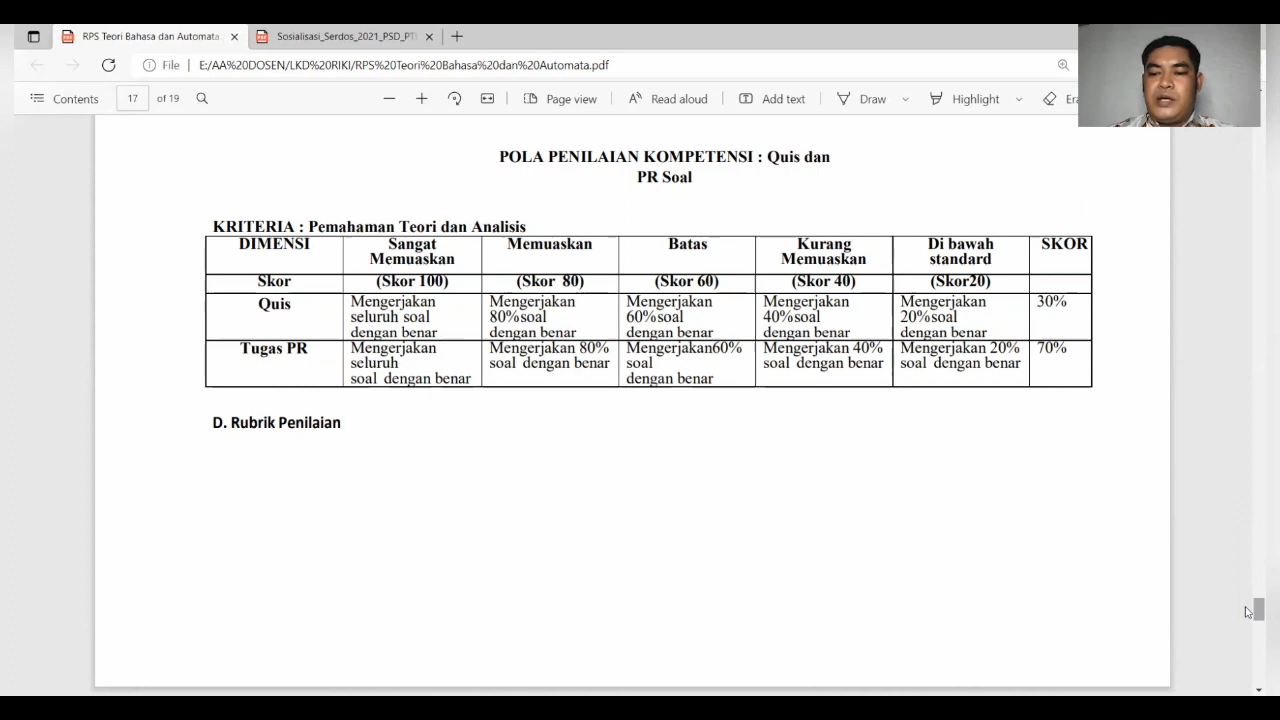 RPS Teori Bahasa dan Automata
Sosialisasi_Serdos_2021_PSD_PT
File
E:/AA%20DOSEN/LKD%20RIKI/RPS%20Teori%20Bahasa%20dan%20Automata.pdf
Contents
17
of 19
Page view
Read aloud
Add text
Draw
Highlight
Era
POLA PENILAIAN KOMPETENSI : Quis dan
PR Soal
KRITERIA : Pemahaman Teori dan Analisis
DIMENSI
Sangat
Memuaskan
Memuaskan
Batas
Kurang
Memuaskan
Di bawah
standard
SKOR
Skor
(Skor 100)
(Skor 80)
(Skor 60)
(Skor 40)
(Skor20)
Quis
Mengerjakan
seluruh soal
dengan benar
Mengerjakan
80%soal
dengan benar
Mengerjakan
60%soal
dengan benar
Mengerjakan
40%soal
dengan benar
Mengerjakan
20%soal
dengan benar
30%
Tugas PR
Mengerjakan
seluruh
soal dengan benar
Mengerjakan 80%
soal dengan benar
Mengerjakan60%
soal
dengan benar
Mengerjakan 40%
soal dengan benar
Mengerjakan 20%
soal dengan benar
70%
D. Rubrik Penilaian